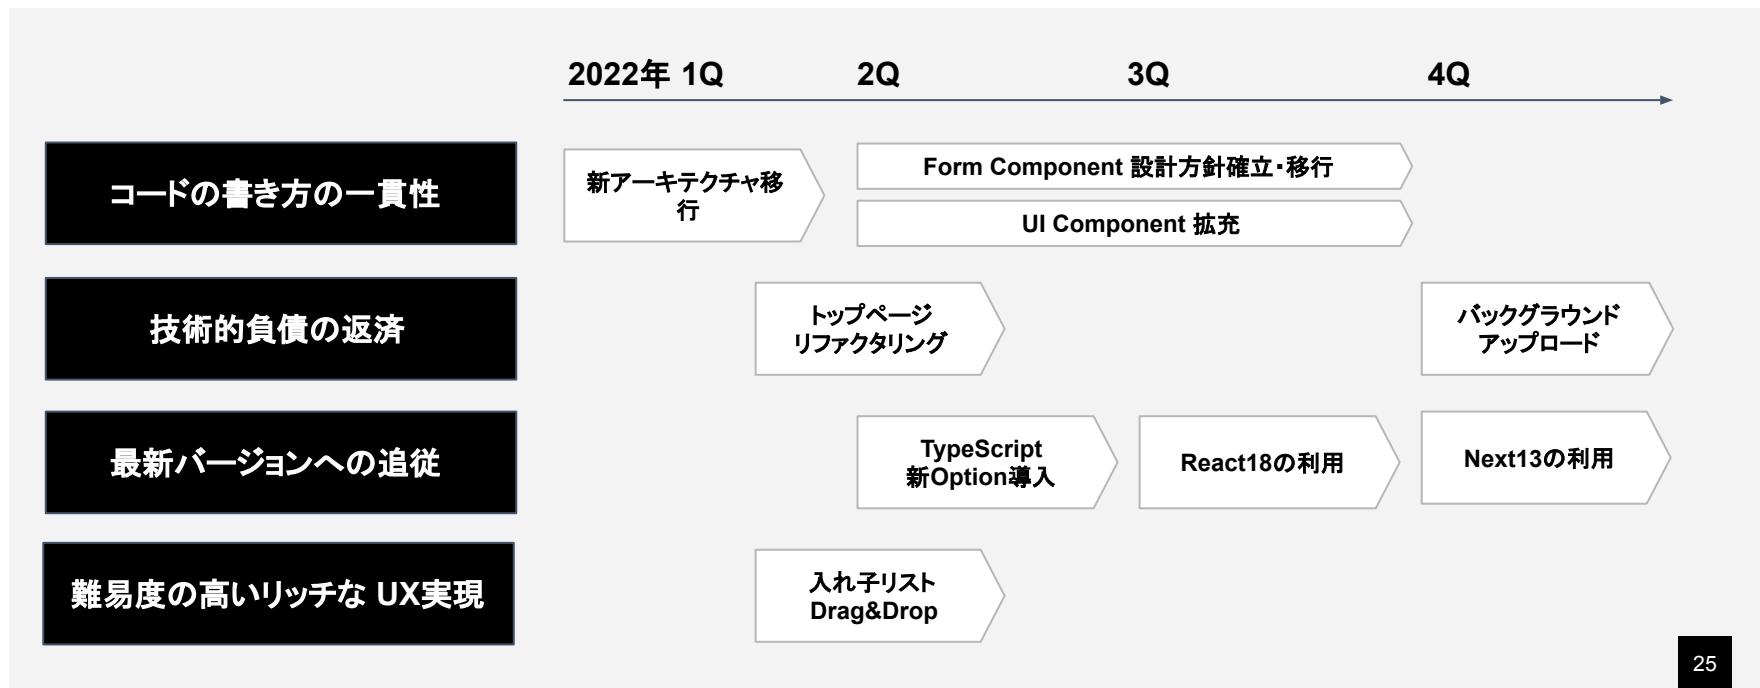 2022年 1Q 2Q 3Q 4Q
コードの書き方の一貫性
新アーキテクチャ移
行
Form Component 設計方針確立・移行
UI Component 拡充
技術的負債の返済
トップページ
リファクタリング
バックグラウンド
アップロード
最新バージョンへの追従
TypeScript
新Option導入
React18の利用
Next13の利用
難易度の高いリッチな UX実現
入れ子リスト
Drag&Drop
25